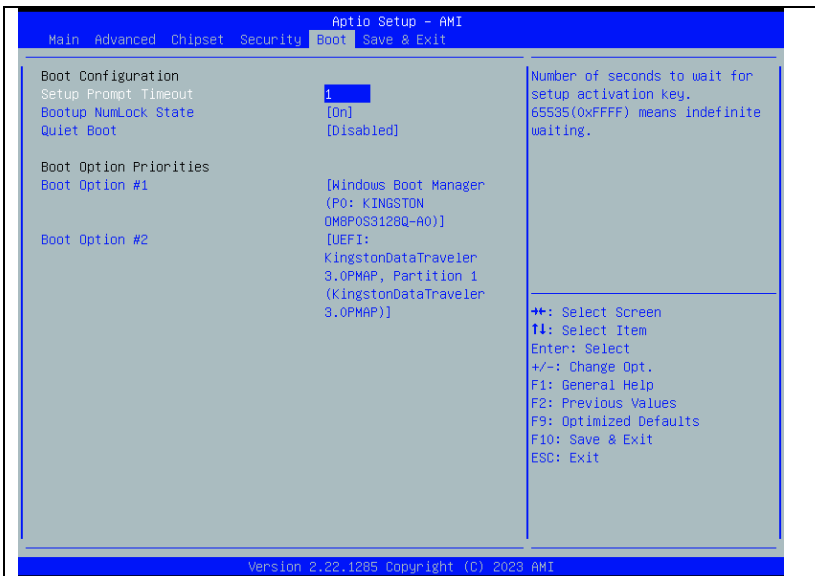 Aptio Setup – AMI
Main Advanced Chipset Security Boot Save & Exit
Boot Configuration
Setup Prompt Timeout 1
Bootup NumLock State [On]
Quiet Boot [Disabled]
Boot Option Priorities
Boot Option #1 [Windows Boot Manager
(P0: KINGSTON
OM8P0S3128Q-A0)]
Boot Option #2 [UEFI:
KingstonDataTraveler
3.0PMAP, Partition 1
(KingstonDataTraveler
3.0PMAP)]
Number of seconds to wait for
setup activation key.
65535(0xFFFF) means indefinite
waiting.
→←: Select Screen
↑↓: Select Item
Enter: Select
+/-: Change Opt.
F1: General Help
F2: Previous Values
F9: Optimized Defaults
F10: Save & Exit
ESC: Exit
Version 2.22.1285 Copyright (C) 2023 AMI